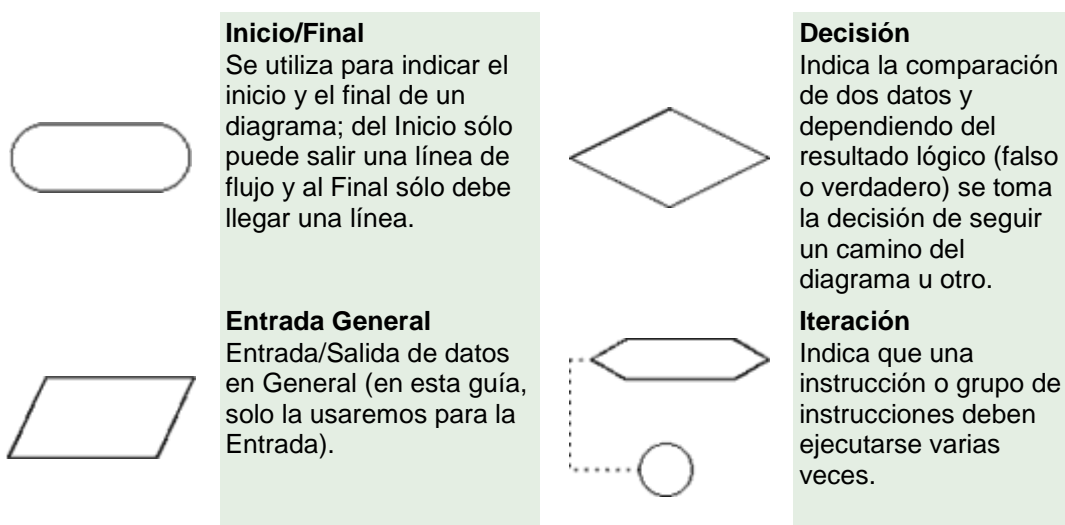 Inicio/Final
Se utiliza para indicar el
inicio y el final de un
diagrama; del Inicio sólo
puede salir una línea de
flujo y al Final sólo debe
llegar una línea.
Decisión
Indica la comparación
de dos datos y
dependiendo del
resultado lógico (falso
o verdadero) se toma
la decisión de seguir
un camino del
diagrama u otro.
Entrada General
Entrada/Salida de datos
en General (en esta guía,
solo la usaremos para la
Entrada).
Iteración
Indica que una
instrucción o grupo de
instrucciones deben
ejecutarse varias
veces.